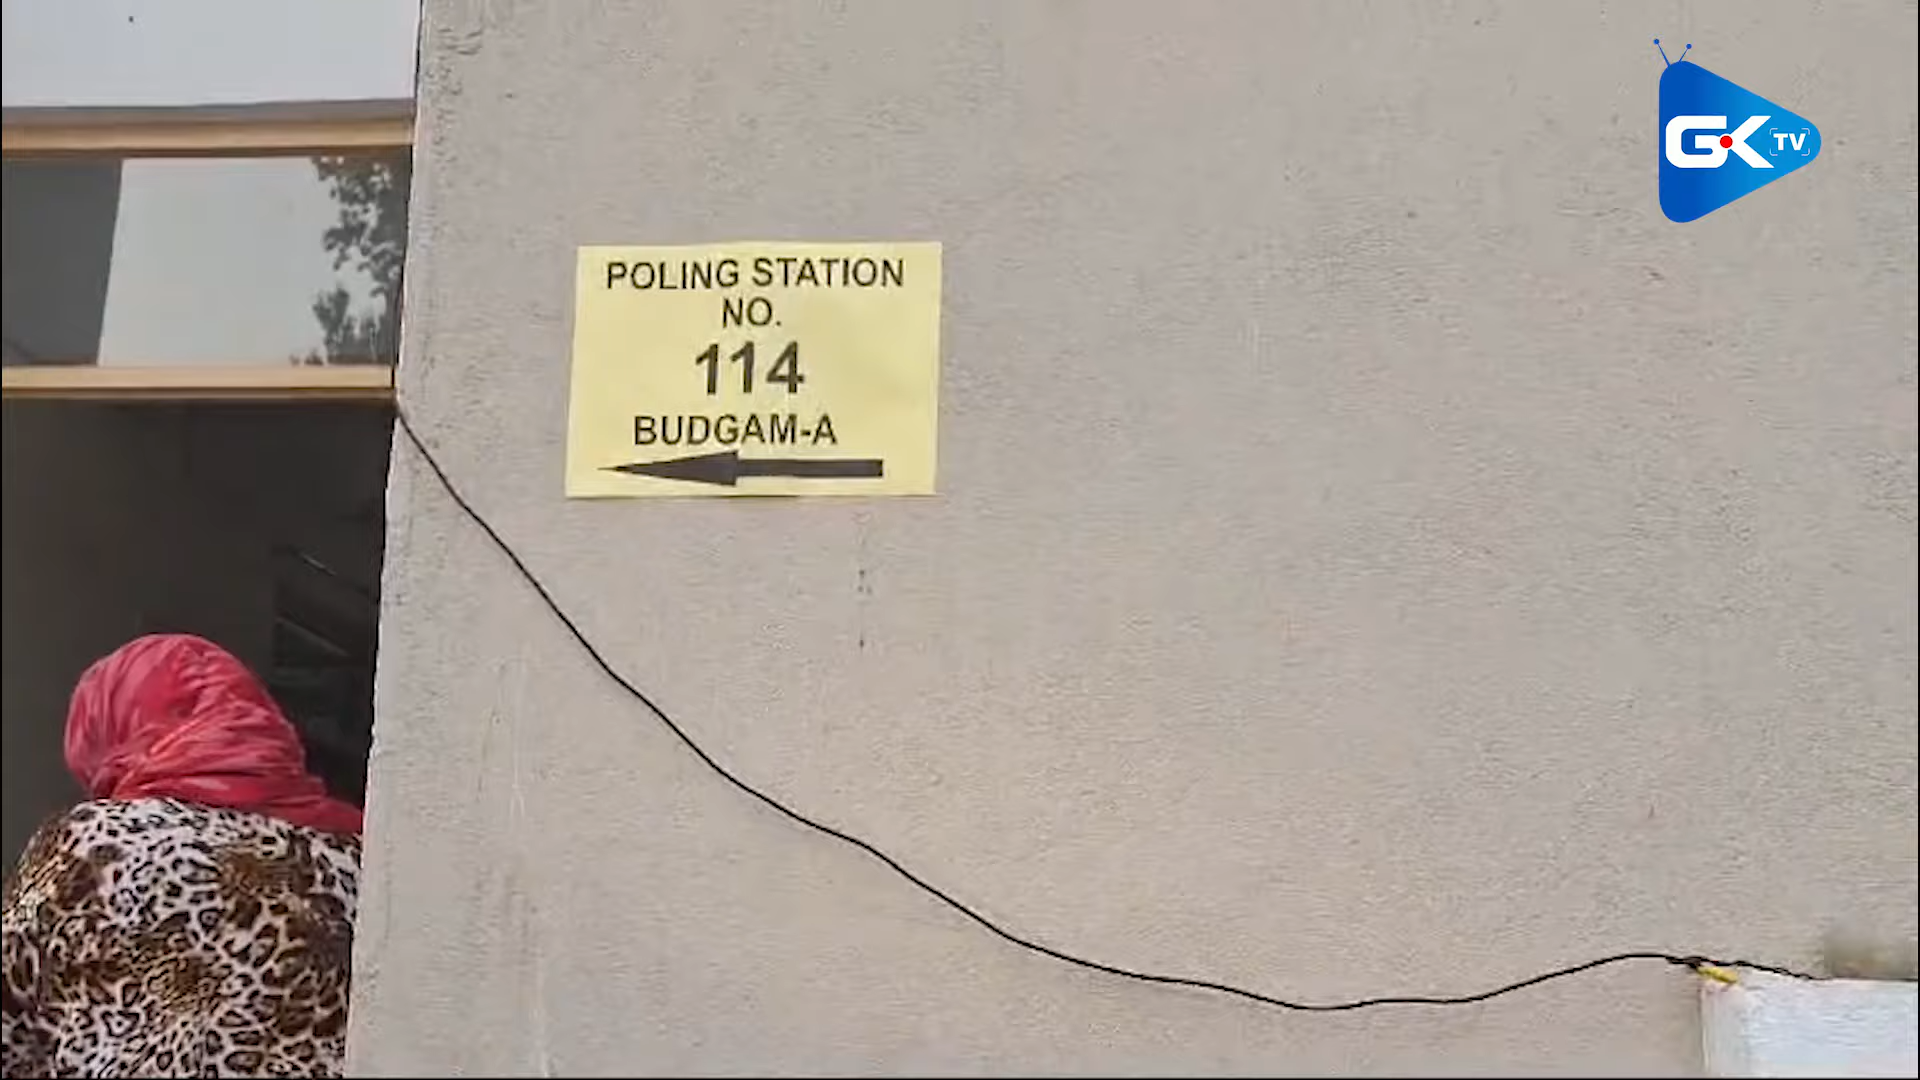 POLING STATION
NO.
114
BUDGAM-A
GK TV